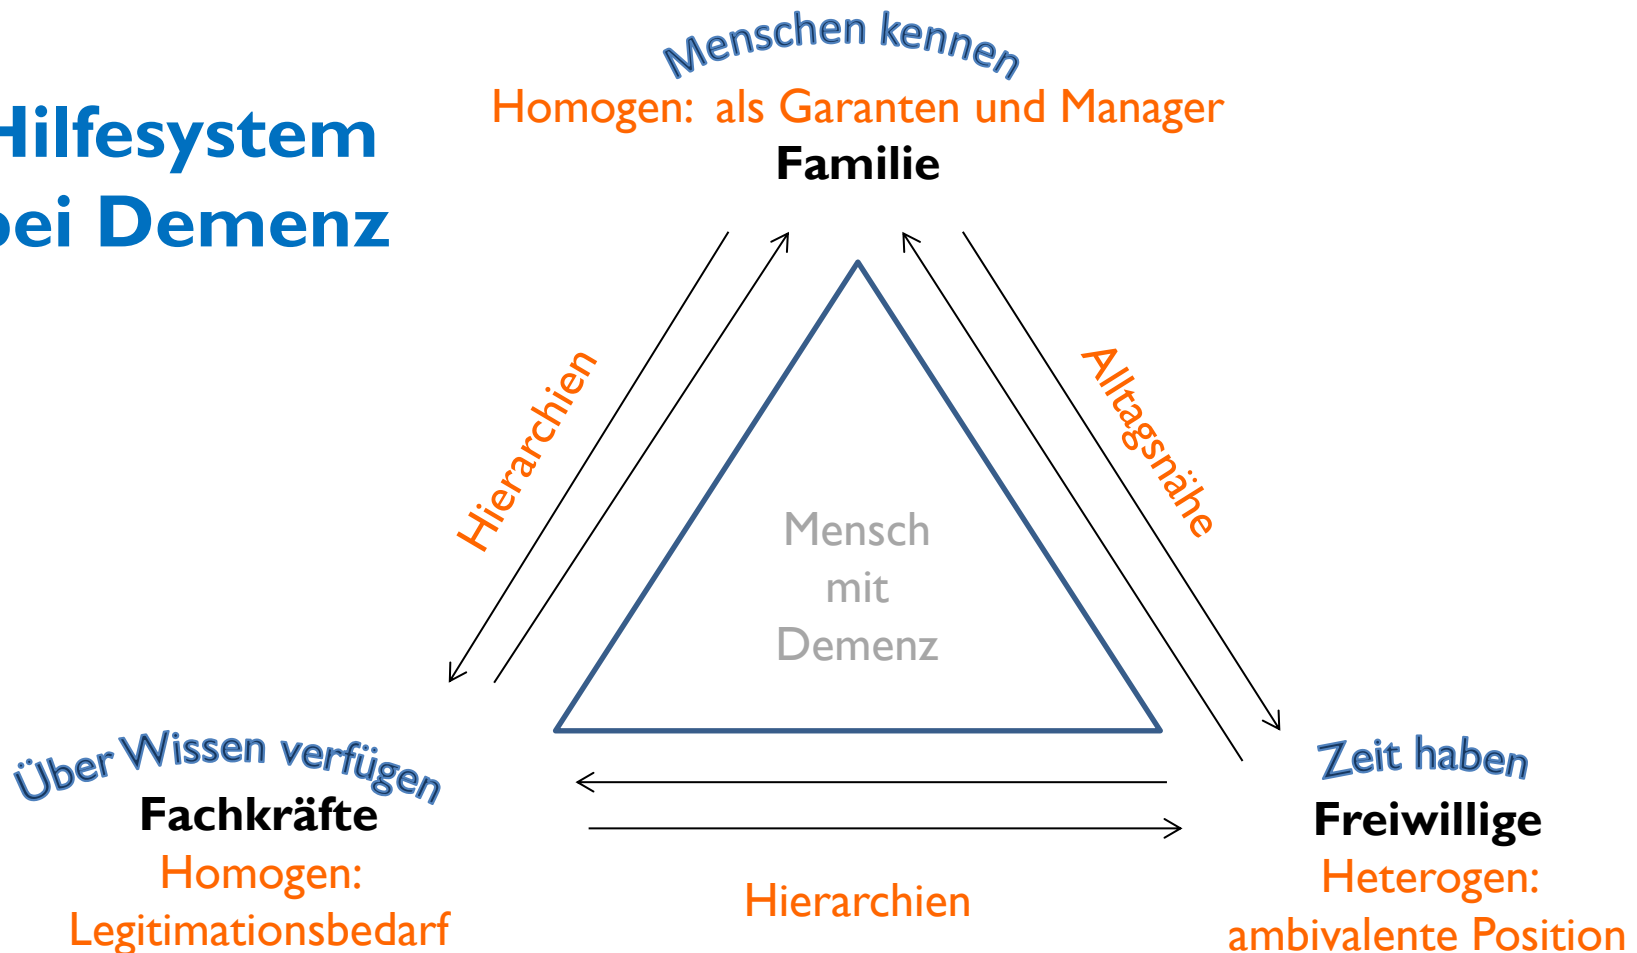 Hilfesystem
bei Demenz
Menschen kennen
Homogen: als Garanten und Manager
Familie
Hierarchien
Alltagsnähe
Mensch
mit
Demenz
Über Wissen verfügen
Fachkräfte
Homogen:
Legitimationsbedarf
Hierarchien
Zeit haben
Freiwillige
Heterogen:
ambivalente Position